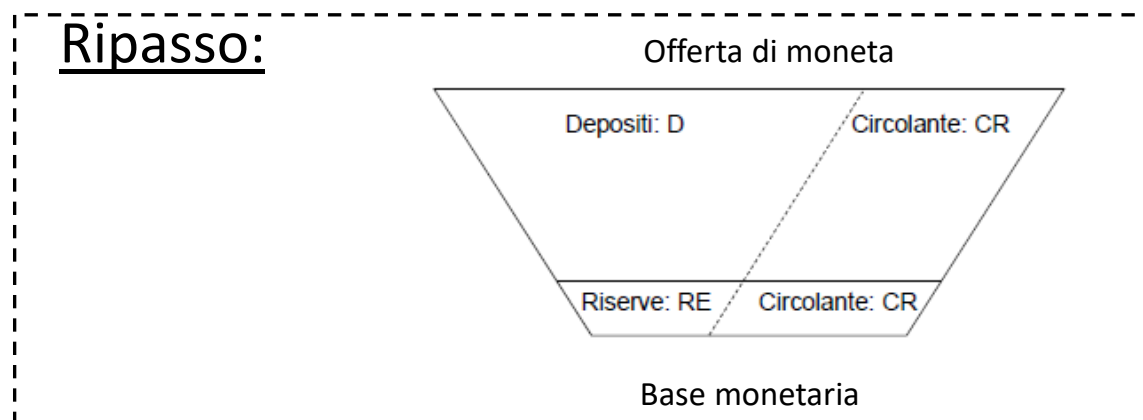 Ripasso:
Offerta di moneta
Depositi: D
Circolante: CR
Riserve: RE
Circolante: CR
Base monetaria